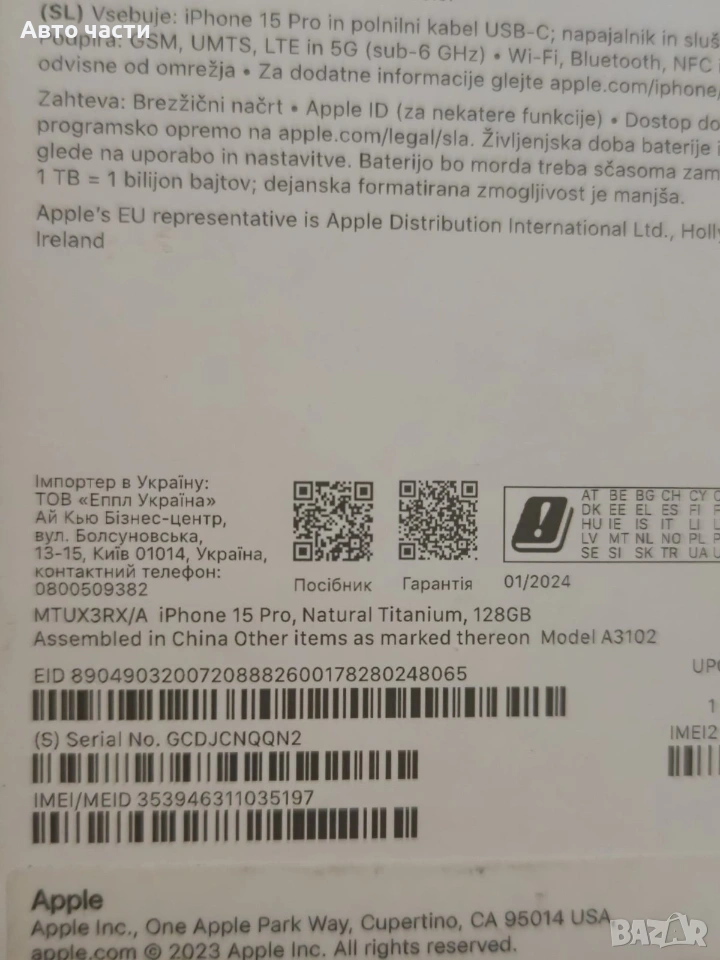 (SL) Vsebuje: iPhone 15 Pro in polnilni kabel USB-C; napajalnik in
Авто части
Podpira: GSM, UMTS, LTE in 5G (sub-6 GHz) • Wi-Fi, Bluetooth, NFC
odvisno od omrežja • Za dodatne informacije glejte apple.com/iphone/
Zahteva: Brezžični načrt • Apple ID (za nekatere funkcije) • Dostop do
programsko opremo na apple.com/legal/sla. Življenjska doba baterije
glede na uporabo in nastavitve. Baterijo bo morda treba sčasoma
1 TB = 1 bilijon bajtov; dejanska formatirana zmogljivost je manjša.
Apple's EU representative is Apple Distribution International Ltd.,
Ireland
Імпортер в Україну:
ТОВ «Еппл Україна»
Ай Кью Бізнес-центр,
вул. Болсуновська,
13-15, Київ 01014, Україна,
контактний телефон:
0800509382
Посібник
Гарантія
AT BE BG CH CY
DK EE EL ES FI
HU IE IS IT LI
LV MT NL NO PL
SE SI SK TR UA
01/2024
MTUX3RX/A iPhone 15 Pro, Natural Titanium, 128GB
Assembled in China Other items as marked thereon Model A3102
EID 89049032007208882600178280248065
UPC
1
(S) Serial No. GCDJCNQQN2
IMEI2
IMEI/MEID 353946311035197
Apple
Apple Inc., One Apple Park Way, Cupertino, CA 95014 USA
apple.com © 2023 Apple Inc. All rights reserved.
BAZAR